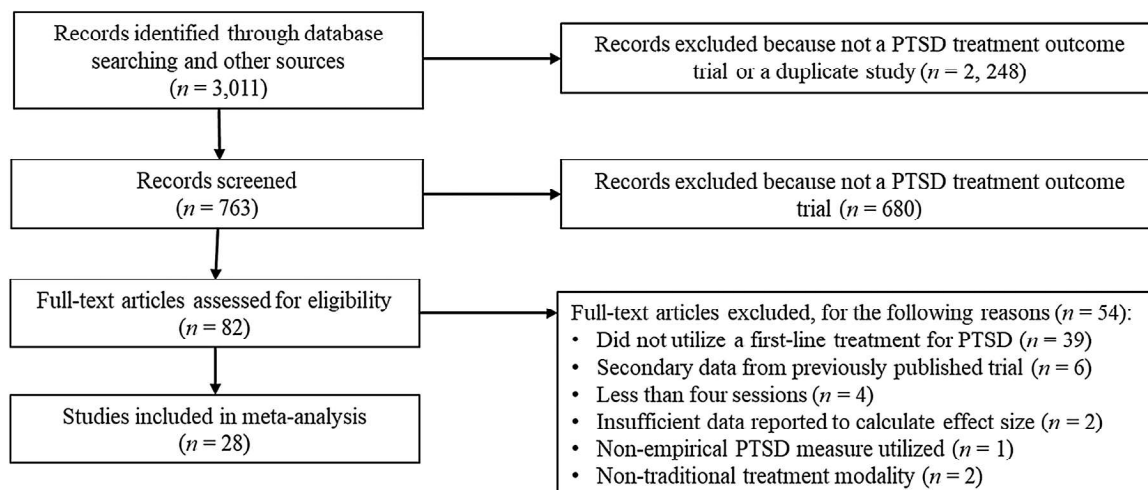 Records identified through database
searching and other sources
(n = 3,011)
Records excluded because not a PTSD treatment outcome
trial or a duplicate study (n = 2, 248)
Records screened
(n = 763)
Records excluded because not a PTSD treatment outcome
trial (n = 680)
Full-text articles assessed for eligibility
(n = 82)
Full-text articles excluded, for the following reasons (n = 54):
• Did not utilize a first-line treatment for PTSD (n = 39)
• Secondary data from previously published trial (n = 6)
• Less than four sessions (n = 4)
• Insufficient data reported to calculate effect size (n = 2)
• Non-empirical PTSD measure utilized (n = 1)
• Non-traditional treatment modality (n = 2)
Studies included in meta-analysis
(n = 28)